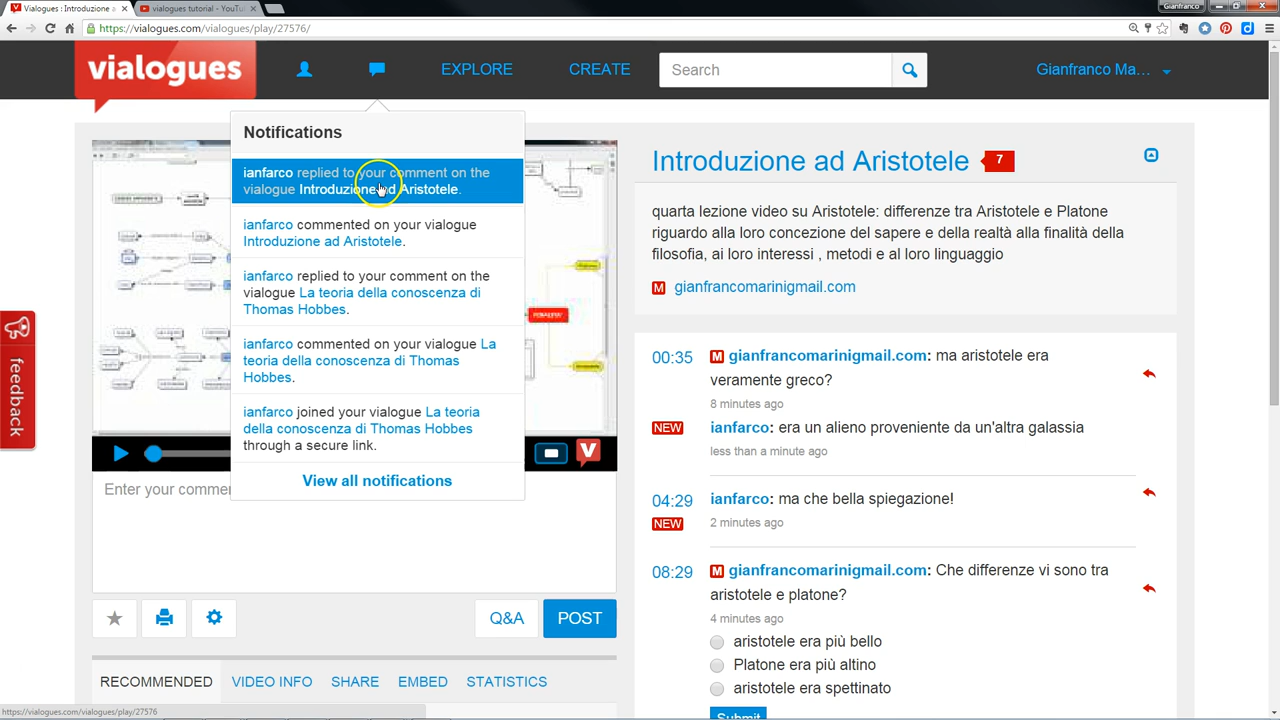 Vialogues : Introduzione a
vialogues tutorial - YouTu
Gianfranco
https://vialogues.com/vialogues/play/27576/
vialogues
EXPLORE
CREATE
Search
Gianfranco Ma...
Notifications
ianfarco replied to your comment on the
vialogue Introduzione ad Aristotele.
ianfarco commented on your vialogue
Introduzione ad Aristotele.
ianfarco replied to your comment on the
vialogue La teoria della conoscenza di
Thomas Hobbes.
ianfarco commented on your vialogue La
teoria della conoscenza di Thomas
Hobbes.
ianfarco joined your vialogue La teoria
della conoscenza di Thomas Hobbes
through a secure link.
View all notifications
feedback
Enter your comme
Q&A
POST
RECOMMENDED
VIDEO INFO
SHARE
EMBED
STATISTICS
https://vialogues.com/vialogues/play/27576
Introduzione ad Aristotele 7
quarta lezione video su Aristotele: differenze tra Aristotele e Platone
riguardo alla loro concezione del sapere e della realtà alla finalità della
filosofia, ai loro interessi , metodi e al loro linguaggio
M gianfrancomarinigmail.com
00:35 M gianfrancomarinigmail.com: ma aristotele era
veramente greco?
8 minutes ago
NEW ianfarco: era un alieno proveniente da un'altra galassia
less than a minute ago
04:29 ianfarco: ma che bella spiegazione!
NEW 2 minutes ago
08:29 M gianfrancomarinigmail.com: Che differenze vi sono tra
aristotele e platone?
4 minutes ago
aristotele era più bello
Platone era più altino
aristotele era spettinato
Submit